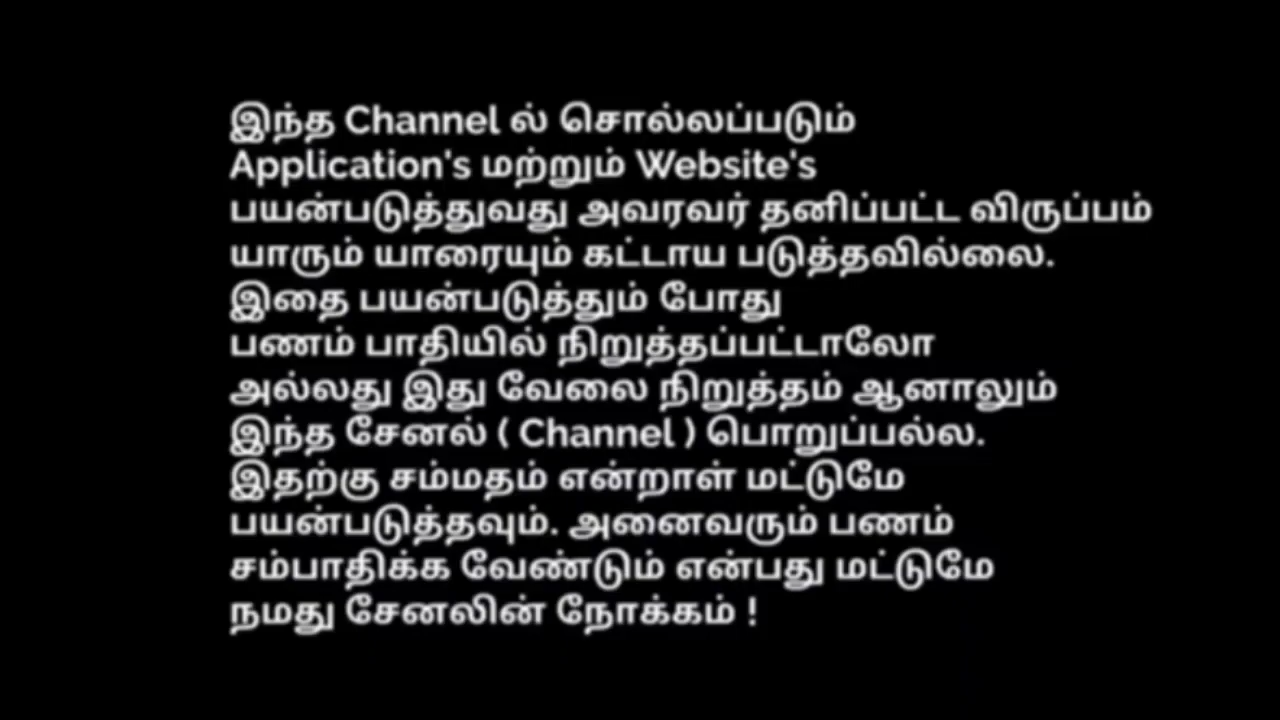 இந்த Channel ல் சொல்லப்படும்
Application's மற்றும் Website's
பயன்படுத்துவது அவரவர் தனிப்பட்ட விருப்பம்
யாரும் யாரையும் கட்டாய படுத்தவில்லை.
இதை பயன்படுத்தும் போது
பணம் பாதியில் நிறுத்தப்பட்டாலோ
அல்லது இது வேலை நிறுத்தம் ஆனாலும்
இந்த சேனல் ( Channel ) பொறுப்பல்ல.
இதற்கு சம்மதம் என்றாள் மட்டுமே
பயன்படுத்தவும். அனைவரும் பணம்
சம்பாதிக்க வேண்டும் என்பது மட்டுமே
நமது சேனலின் நோக்கம் !